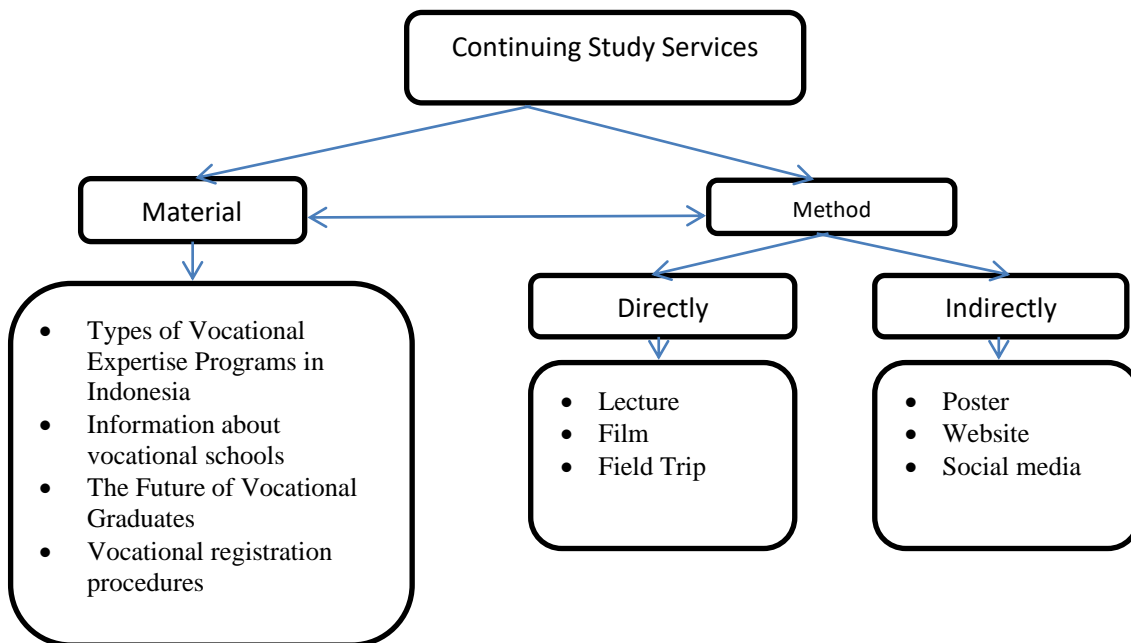 Continuing Study Services
Material
Method
Directly
Indirectly
• Types of Vocational
Expertise Programs in
Indonesia
• Information about
vocational schools
• The Future of Vocational
Graduates
• Vocational registration
procedures
• Lecture
• Film
• Field Trip
• Poster
• Website
• Social media